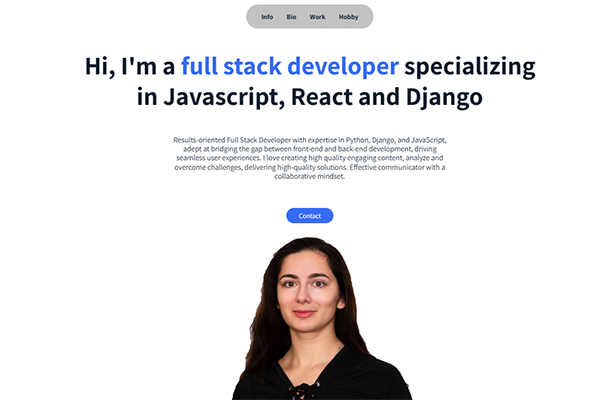 Info Bio Work Hobby
Hi, I'm a full stack developer specializing
in Javascript, React and Django
Results-oriented Full Stack Developer with expertise in Python, Django, and JavaScript,
adept at bridging the gap between front-end and back-end development, driving
seamless user experiences. I love creating high quality engaging content, analyze and
overcome challenges, delivering high-quality solutions. Effective communicator with a
collaborative mindset.
Contact